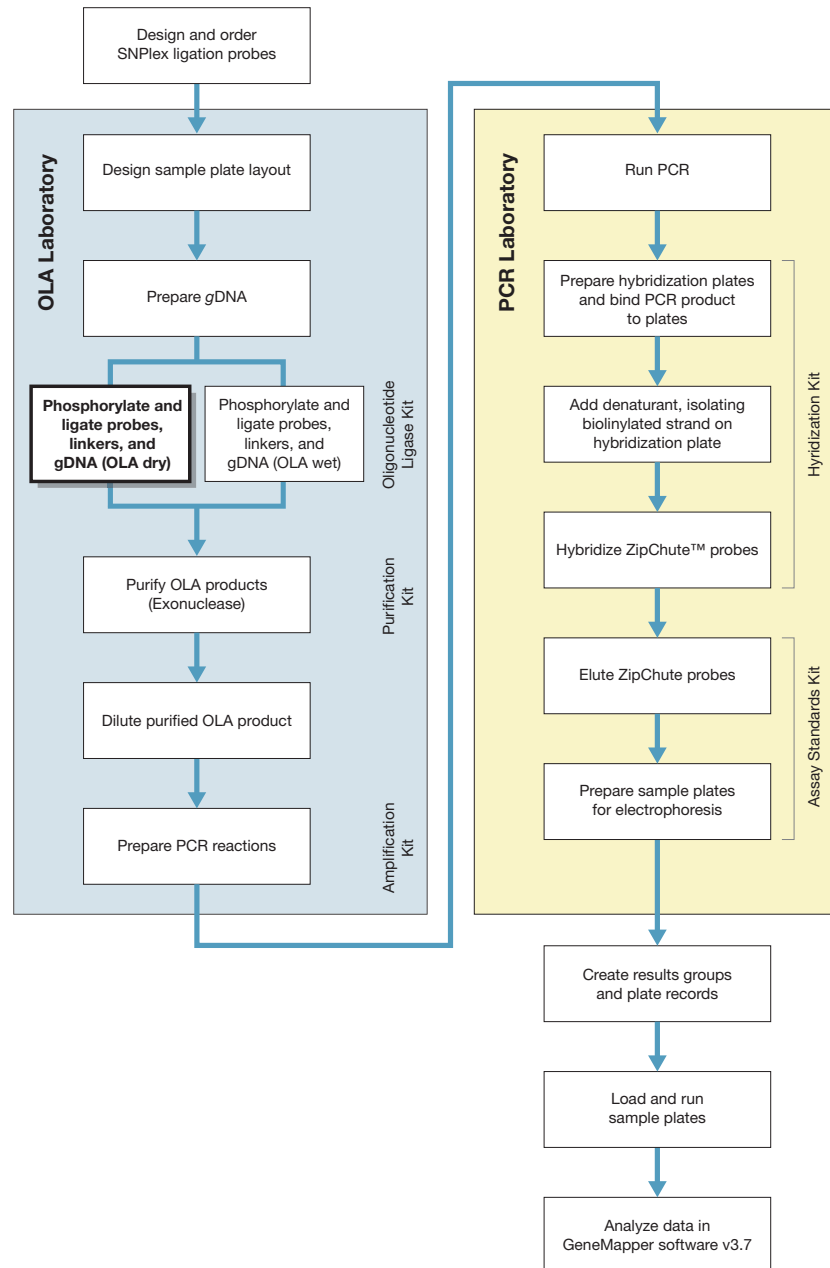 Design and order
SNPlex ligation probes
OLA Laboratory
Design sample plate layout
Prepare gDNA
Phosphorylate and
ligate probes,
linkers, and
gDNA (OLA dry)
Phosphorylate and
ligate probes,
linkers, and
gDNA (OLA wet)
Oligonucleotide
Ligase Kit
Purify OLA products
(Exonuclease)
Purification
Kit
Dilute purified OLA product
Prepare PCR reactions
Amplification
Kit
PCR Laboratory
Run PCR
Prepare hybridization plates
and bind PCR product
to plates
Add denaturant, isolating
biolinylated strand on
hybridization plate
Hybridize ZipChute™ probes
Hyridization Kit
Elute ZipChute probes
Prepare sample plates
for electrophoresis
Assay Standards Kit
Create results groups
and plate records
Load and run
sample plates
Analyze data in
GeneMapper software v3.7